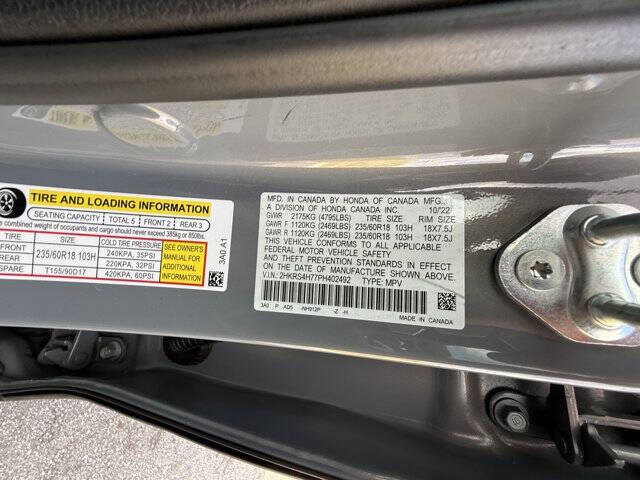 TIRE AND LOADING INFORMATION
SEATING CAPACITY TOTAL 5 FRONT 2 REAR 3
The combined weight of occupants and cargo should never exceed 385kg or 850lbs.
TIRE SIZE COLD TIRE PRESSURE
FRONT 235/60R18 103H 240KPA, 35PSI
REAR 220KPA, 32PSI
SPARE T155/90D17 420KPA, 60PSI
SEE OWNER'S
MANUAL FOR
ADDITIONAL
INFORMATION
3A0 A1
MFD. IN CANADA BY HONDA OF CANADA MFG.,
A DIVISION OF HONDA CANADA INC. 10/22
GVWR 2175KG (4795LBS) TIRE SIZE RIM SIZE
GAWR F 1120KG (2469LBS) 235/60R18 103H 18X7.5J
GAWR R 1120KG (2469LBS) 235/60R18 103H 18X7.5J
THIS VEHICLE CONFORMS TO ALL APPLICABLE
FEDERAL MOTOR VEHICLE SAFETY
STANDARDS IN EFFECT
ON THE DATE OF MANUFACTURE SHOWN ABOVE.
V.I.N: 2HKRS4H77PH402492 TYPE: MPV
3A0 P AD5 -NH912P -Z -H
MADE IN CANADA